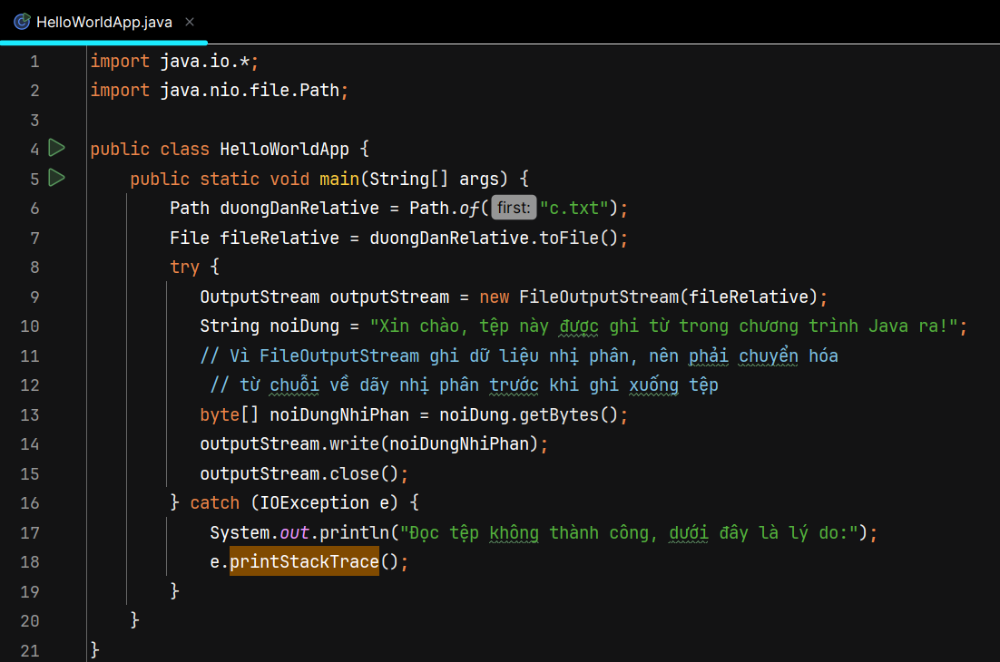 HelloWorldApp.java
1 import java.io.*;
2 import java.nio.file.Path;
3
4 public class HelloWorldApp {
5 public static void main(String[] args) {
6 Path duongDanRelative = Path.of( first: "c.txt");
7 File fileRelative = duongDanRelative.toFile();
8 try {
9 OutputStream outputStream = new FileOutputStream(fileRelative);
10 String noiDung = "Xin chào, tệp này được ghi từ trong chương trình Java ra!";
11 // Vì FileOutputStream ghi dữ liệu nhị phân, nên phải chuyển hóa
12 // từ chuỗi về dãy nhị phân trước khi ghi xuống tệp
13 byte[] noiDungNhiPhan = noiDung.getBytes();
14 outputStream.write(noiDungNhiPhan);
15 outputStream.close();
16 } catch (IOException e) {
17 System.out.println("Đọc tệp không thành công, dưới đây là lý do:");
18 e.printStackTrace();
19 }
20 }
21 }